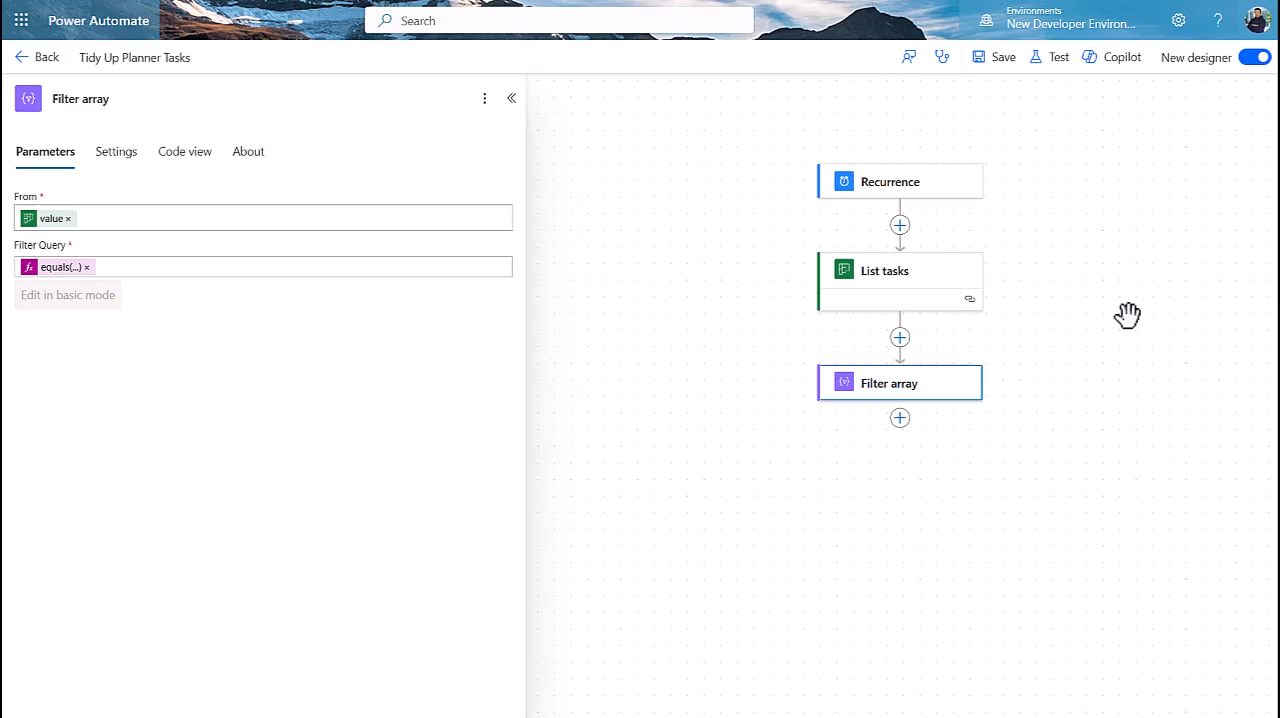 Power Automate
Search
Environments
New Developer Environ...
?
Back
Tidy Up Planner Tasks
Save
Test
Copilot
New designer
Filter array
Parameters
Settings
Code view
About
From *
value ×
Filter Query *
fx equals(...) ×
Edit in basic mode
Recurrence
List tasks
Filter array